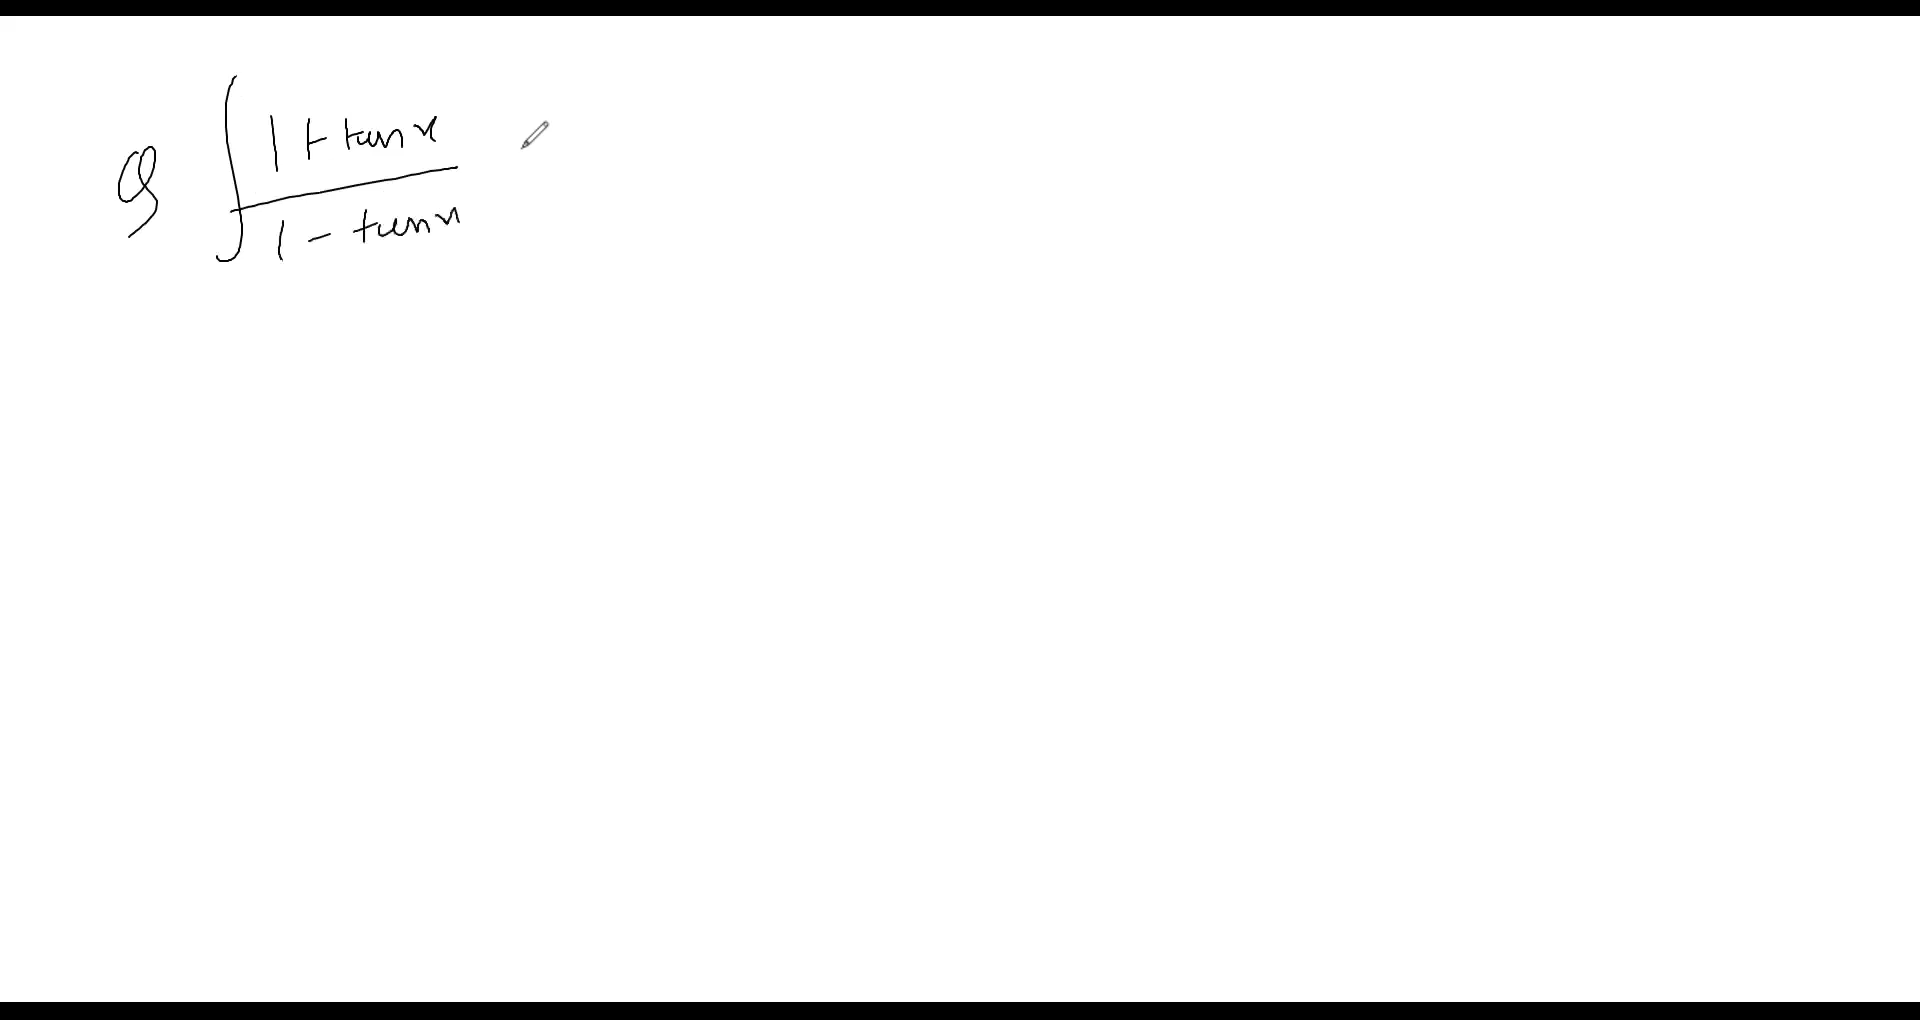 Q ∫ (1 + tan x) / (1 - tan x)